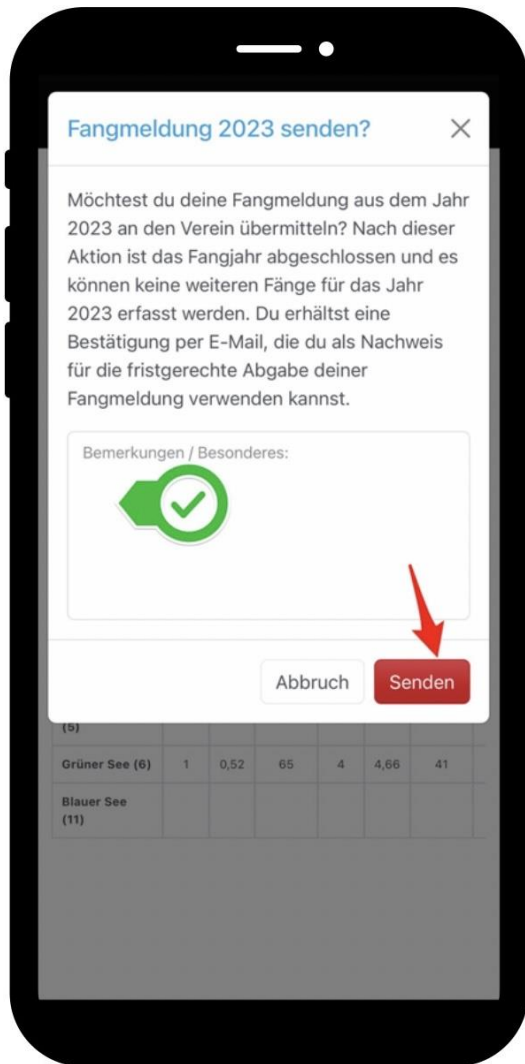 Fangmeldung 2023 senden?
Möchtest du deine Fangmeldung aus dem Jahr
2023 an den Verein übermitteln? Nach dieser
Aktion ist das Fangjahr abgeschlossen und es
können keine weiteren Fänge für das Jahr
2023 erfasst werden. Du erhältst eine
Bestätigung per E-Mail, die du als Nachweis
für die fristgerechte Abgabe deiner
Fangmeldung verwenden kannst.
Bemerkungen / Besonderes:
Abbruch Senden
(5)
Grüner See (6) 1 0,52 65 4 4,66 41
Blauer See
(11)